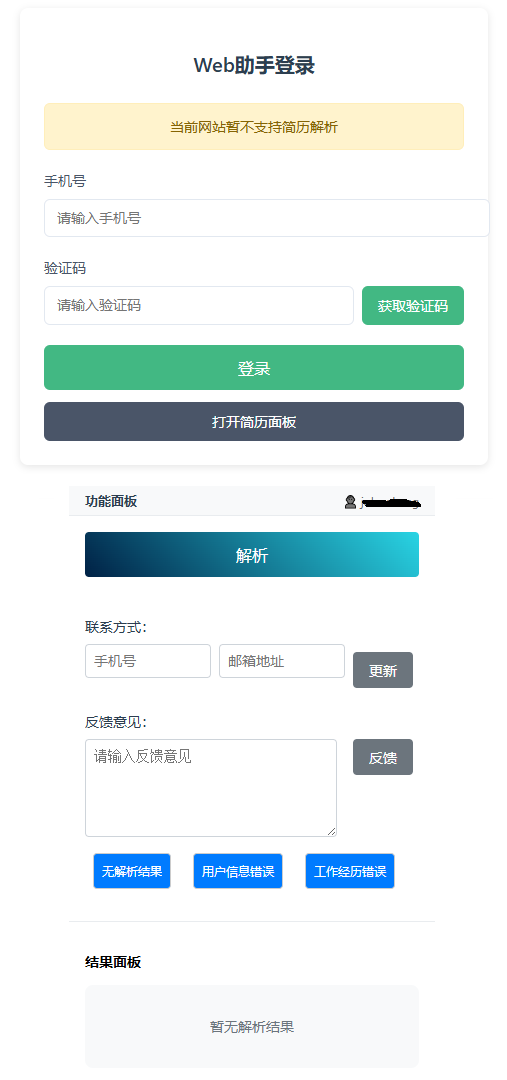 Web助手登录
当前网站暂不支持简历解析
手机号
请输入手机号
验证码
请输入验证码
获取验证码
登录
打开简历面板
功能面板
解析
联系方式：
手机号
邮箱地址
更新
反馈意见：
请输入反馈意见
反馈
无解析结果
用户信息错误
工作经历错误
结果面板
暂无解析结果